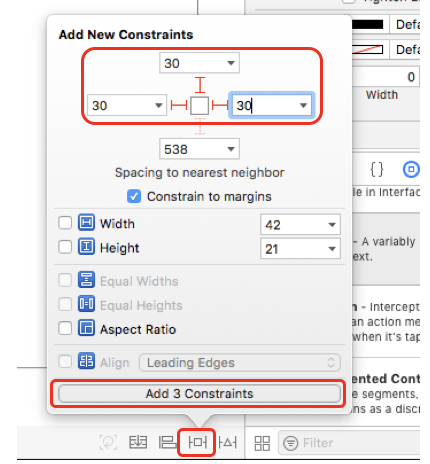 Add New Constraints
30
30
30
538
Spacing to nearest neighbor
Constrain to margins
Width
42
Height
21
Equal Widths
Equal Heights
Aspect Ratio
Align
Leading Edges
Add 3 Constraints
Defa
Defa
0
Width
{}
le in Interfac
- A variably
ext.
- Intercept
an action me
when it's tap
ented Cont
e segments,
ns as a discr
Filter